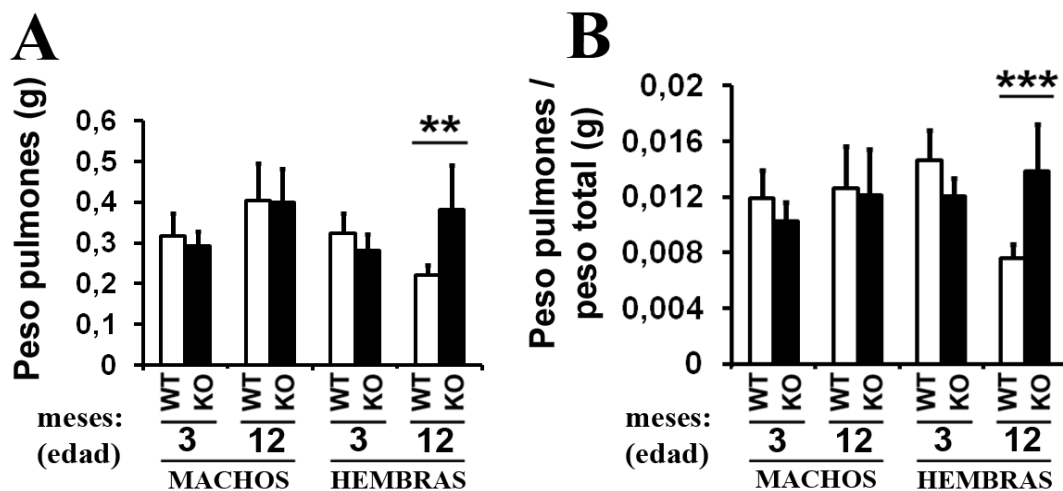 A
Peso pulmones (g)
0,6
0,5
0,4
0,3
0,2
0,1
0
**
WT KO WT KO WT KO WT KO
meses:
(edad)
3 12 3 12
MACHOS HEMBRAS
B
Peso pulmones /
peso total (g)
0,02
0,016
0,012
0,008
0,004
0
***
WT KO WT KO WT KO WT KO
meses:
(edad)
3 12 3 12
MACHOS HEMBRAS